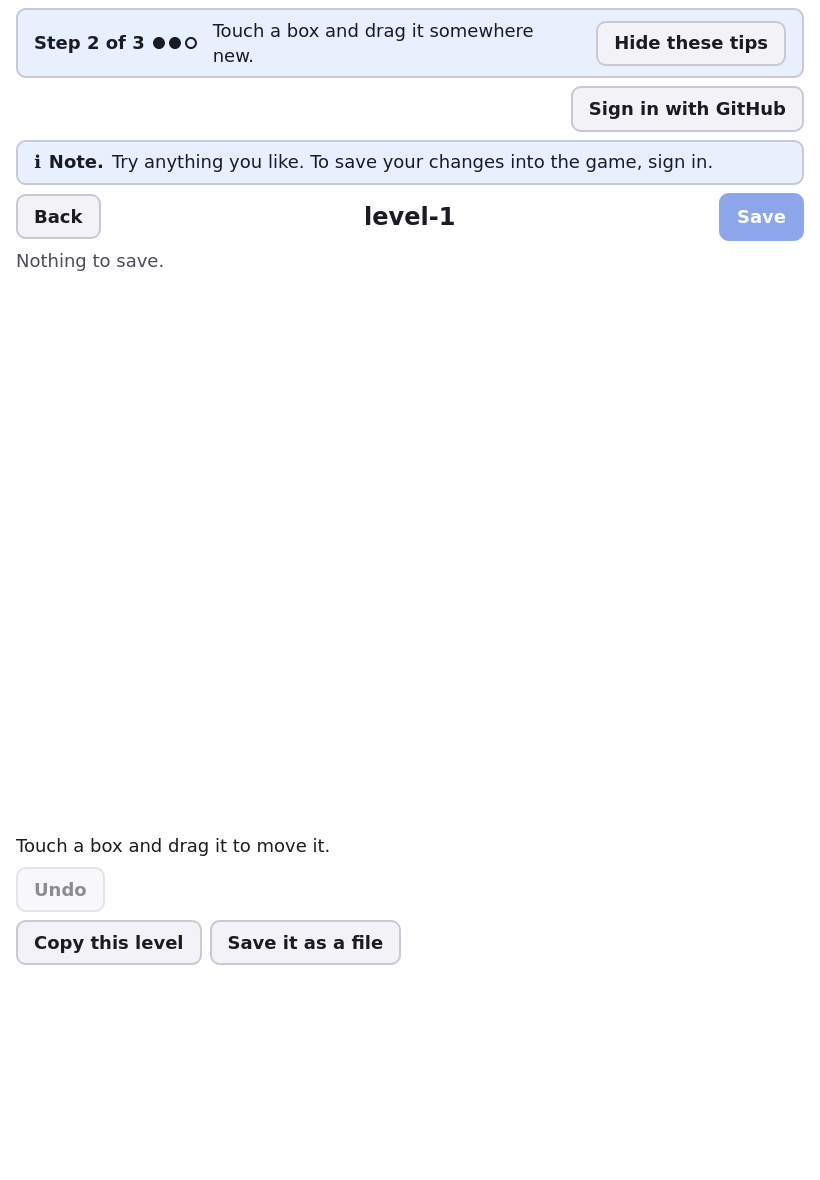 Step 2 of 3
Touch a box and drag it somewhere
new.
Hide these tips
Sign in with GitHub
ℹ Note. Try anything you like. To save your changes into the game, sign in.
Back
level-1
Save
Nothing to save.
Touch a box and drag it to move it.
Undo
Copy this level
Save it as a file